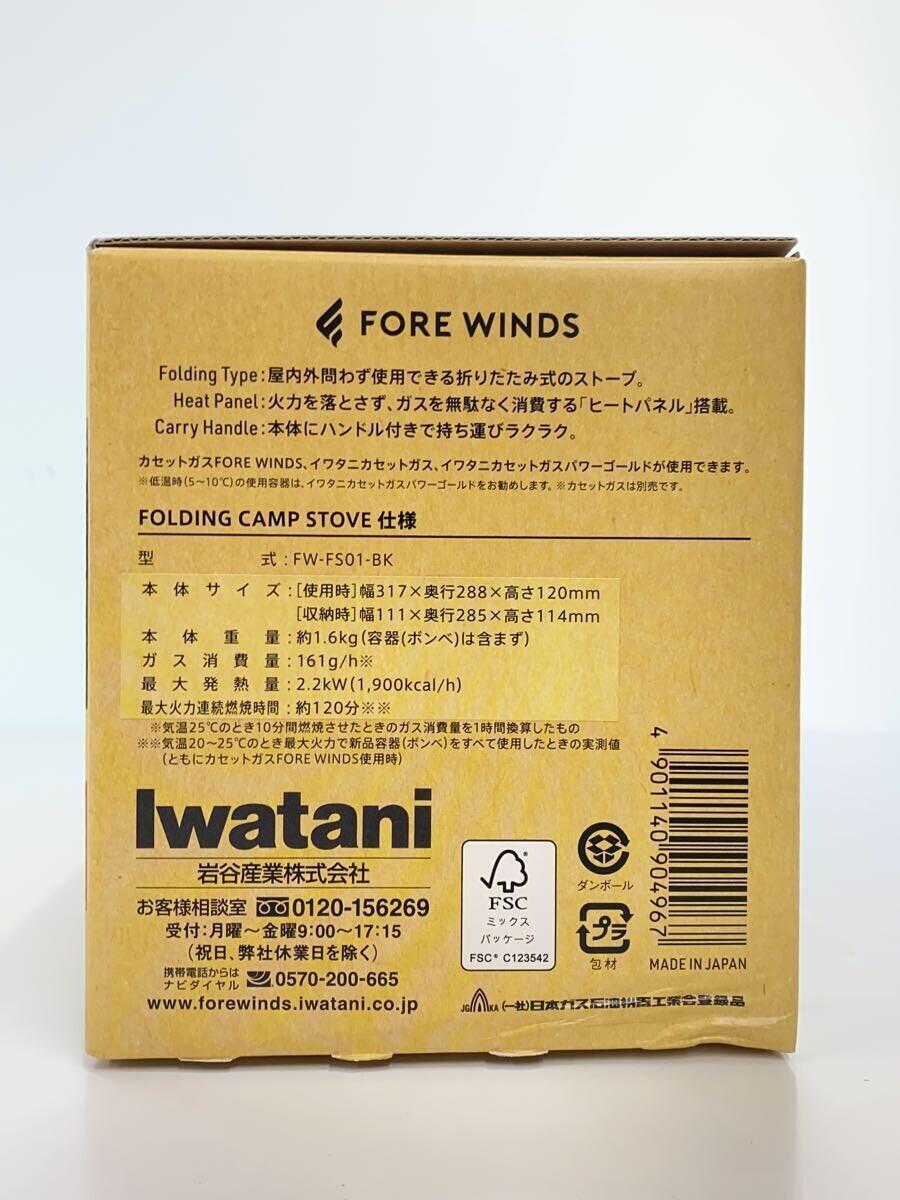 FORE WINDS
Folding Type:屋内外問わず使用できる折りたたみ式のストーブ。
Heat Panel:火力を落とさず、ガスを無駄なく消費する「ヒートパネル」搭載。
Carry Handle:本体にハンドル付きで持ち運びラクラク。
カセットガスFORE WINDS、イワタニカセットガス、イワタニカセットガスパワーゴールドが使用できます。
※低温時(5~10℃)の使用容器は、イワタニカセットガスパワーゴールドをお勧めします。※カセットガスは別売です。
FOLDING CAMP STOVE 仕様
型式:FW-FS01-BK
本体サイズ:[使用時]幅317×奥行288×高さ120mm
[収納時]幅111×奥行285×高さ114mm
本体重量:約1.6kg(容器(ボンベ)は含まず)
ガス消費量:161g/h※
最大発熱量:2.2kW(1,900kcal/h)
最大火力連続燃焼時間:約120分※※
※気温25℃のとき10分間燃焼させたときのガス消費量を1時間換算したもの
※※気温20~25℃のとき最大火力で新品容器(ボンベ)をすべて使用したときの実測値
(ともにカセットガスFORE WINDS使用時)
Iwatani
岩谷産業株式会社
お客様相談室 0120-156269
受付:月曜~金曜9:00~17:15
(祝日、弊社休業日を除く)
携帯電話からは
ナビダイヤル 0570-200-665
www.forewinds.iwatani.co.jp
FSC
ミックス
パッケージ
FSC® C123542
ダンボール
プラ
包材
4 901140 904967
MADE IN JAPAN
JGKA (一社)日本ガス石油機器工業会登録品